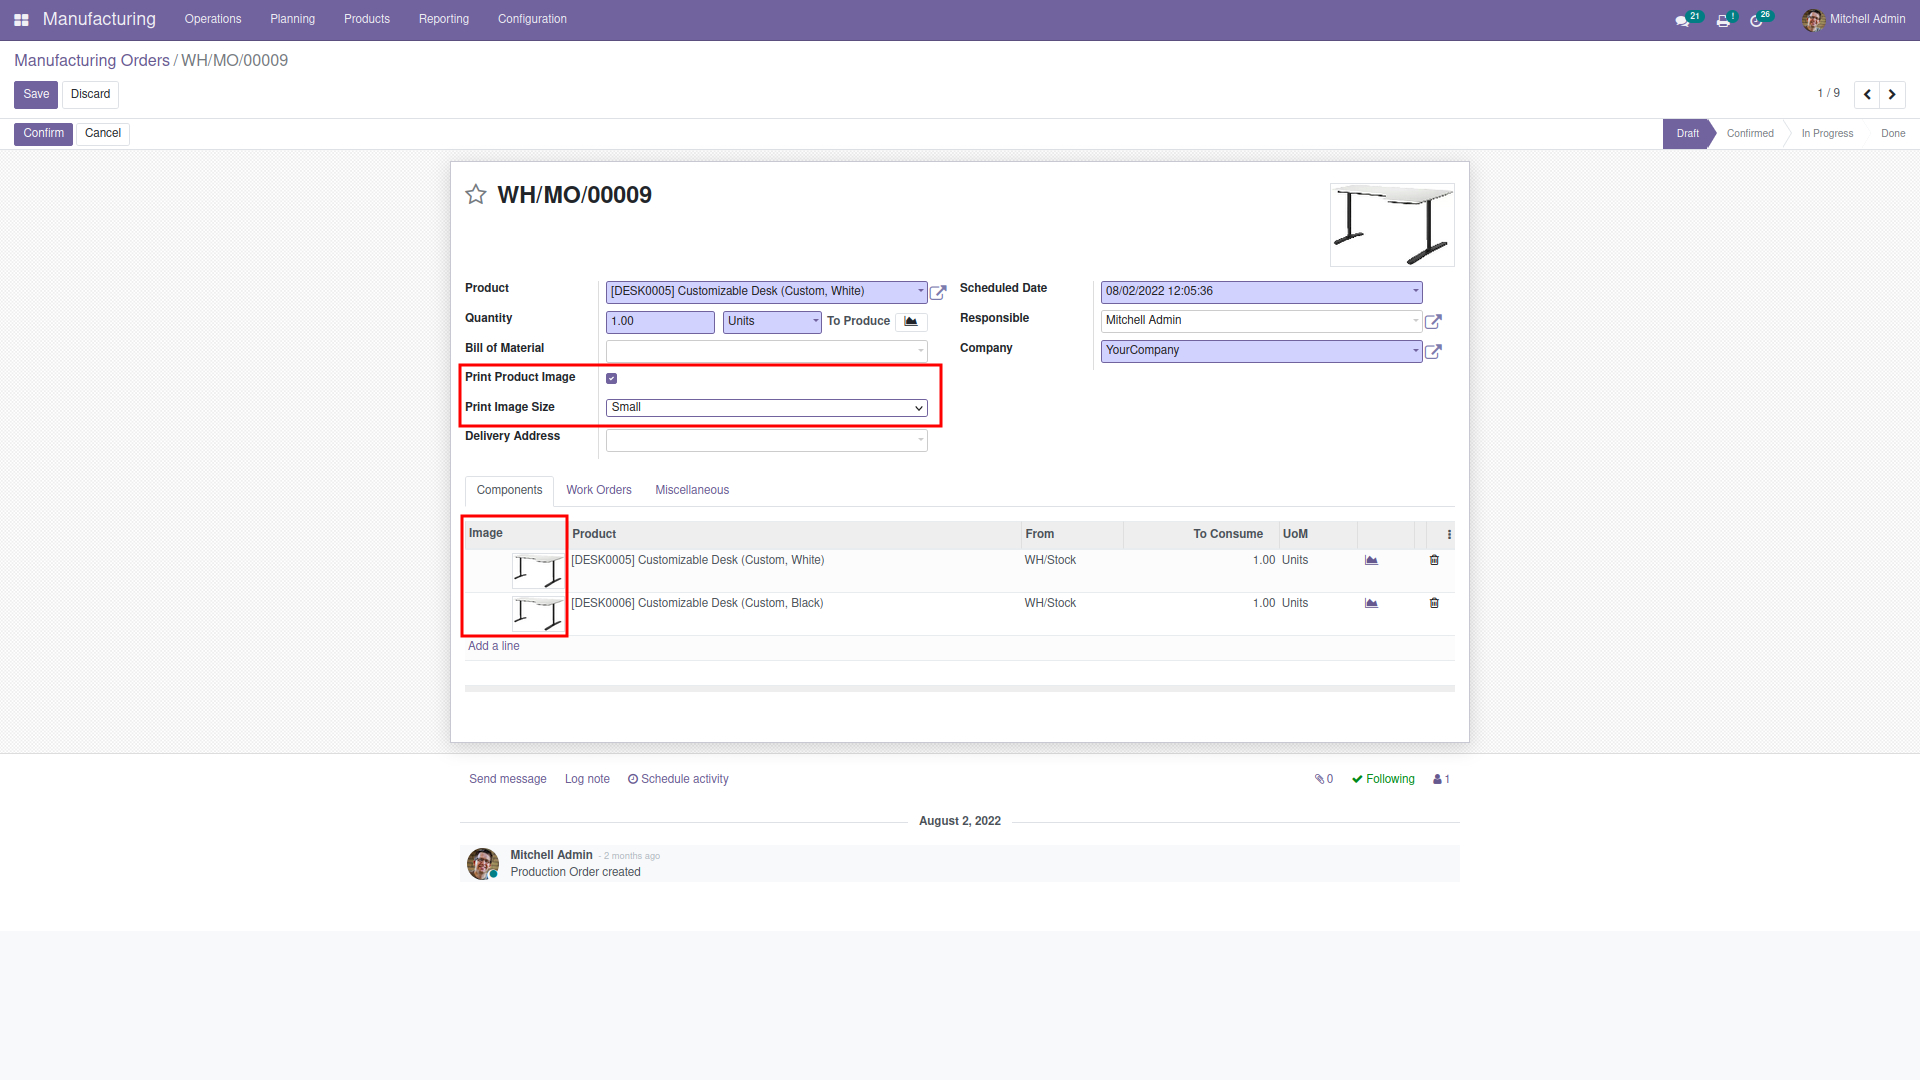 Manufacturing Operations Planning Products Reporting Configuration 21 ! 26 Mitchell Admin
Manufacturing Orders / WH/MO/00009
Save Discard 1 / 9
Confirm Cancel Draft Confirmed In Progress Done
WH/MO/00009
Product [DESK0005] Customizable Desk (Custom, White) Scheduled Date 08/02/2022 12:05:36
Quantity 1.00 Units To Produce Responsible Mitchell Admin
Bill of Material Company YourCompany
Print Product Image
Print Image Size Small
Delivery Address
Components Work Orders Miscellaneous
Image Product From To Consume UoM
[DESK0005] Customizable Desk (Custom, White) WH/Stock 1.00 Units
[DESK0006] Customizable Desk (Custom, Black) WH/Stock 1.00 Units
Add a line
Send message Log note Schedule activity 0 Following 1
August 2, 2022
Mitchell Admin - 2 months ago
Production Order created